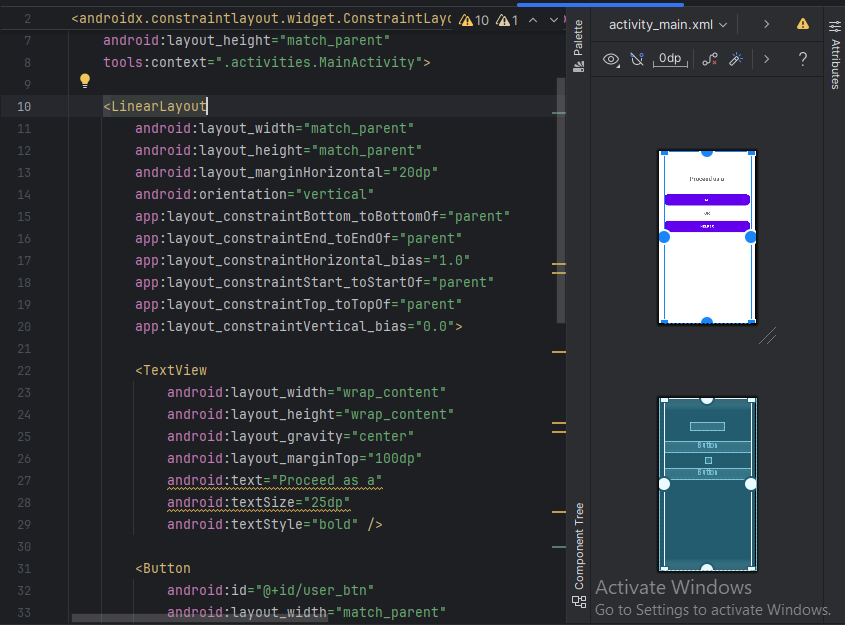 2 <androidx.constraintlayout.widget.ConstraintLayo 10 1
7 android:layout_height="match_parent"
8 tools:context=".activities.MainActivity">
9
10 <LinearLayout
11 android:layout_width="match_parent"
12 android:layout_height="match_parent"
13 android:layout_marginHorizontal="20dp"
14 android:orientation="vertical"
15 app:layout_constraintBottom_toBottomOf="parent"
16 app:layout_constraintEnd_toEndOf="parent"
17 app:layout_constraintHorizontal_bias="1.0"
18 app:layout_constraintStart_toStartOf="parent"
19 app:layout_constraintTop_toTopOf="parent"
20 app:layout_constraintVertical_bias="0.0">
21
22 <TextView
23 android:layout_width="wrap_content"
24 android:layout_height="wrap_content"
25 android:layout_gravity="center"
26 android:layout_marginTop="100dp"
27 android:text="Proceed as a"
28 android:textSize="25dp"
29 android:textStyle="bold" />
30
31 <Button
32 android:id="@+id/user_btn"
33 android:layout_width="match_parent"
Palette
Component Tree
activity_main.xml
0dp
?
Proceed as a
Button
Button
Attributes
Activate Windows
Go to Settings to activate Windows.